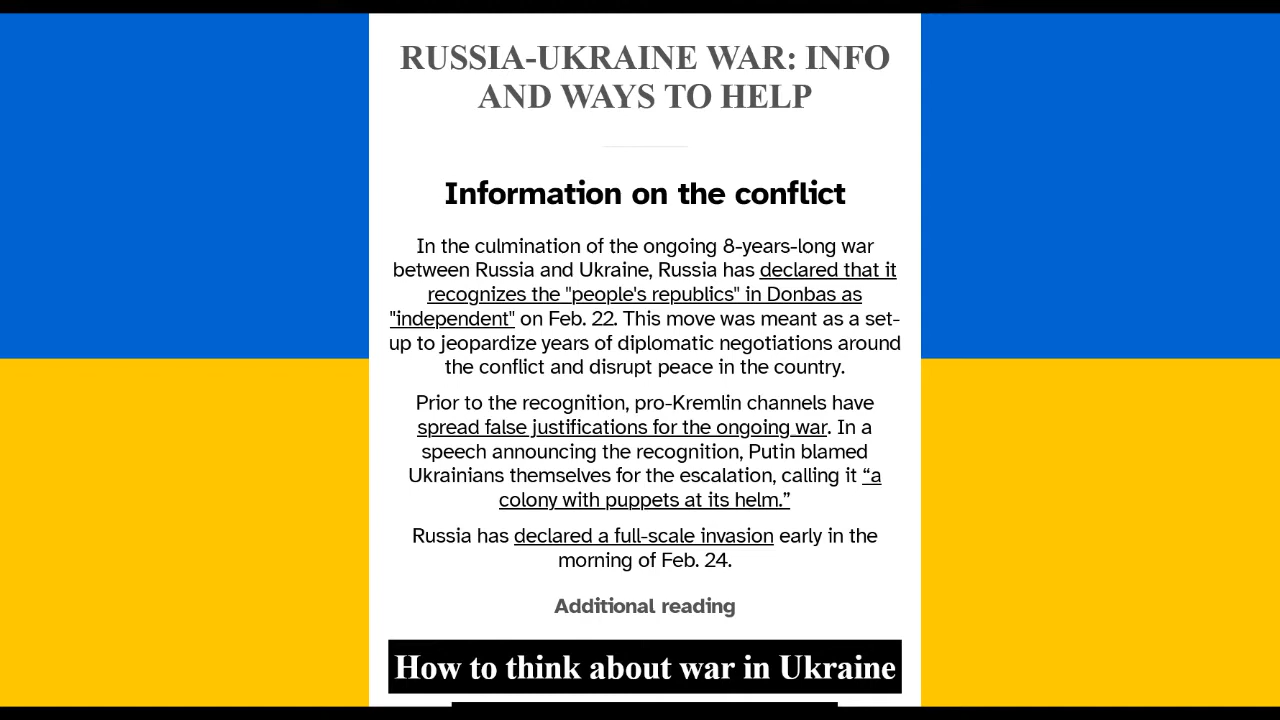 RUSSIA-UKRAINE WAR: INFO
AND WAYS TO HELP
Information on the conflict
In the culmination of the ongoing 8-years-long war
between Russia and Ukraine, Russia has declared that it
recognizes the "people's republics" in Donbas as
"independent" on Feb. 22. This move was meant as a set-
up to jeopardize years of diplomatic negotiations around
the conflict and disrupt peace in the country.
Prior to the recognition, pro-Kremlin channels have
spread false justifications for the ongoing war. In a
speech announcing the recognition, Putin blamed
Ukrainians themselves for the escalation, calling it “a
colony with puppets at its helm.”
Russia has declared a full-scale invasion early in the
morning of Feb. 24.
Additional reading
How to think about war in Ukraine